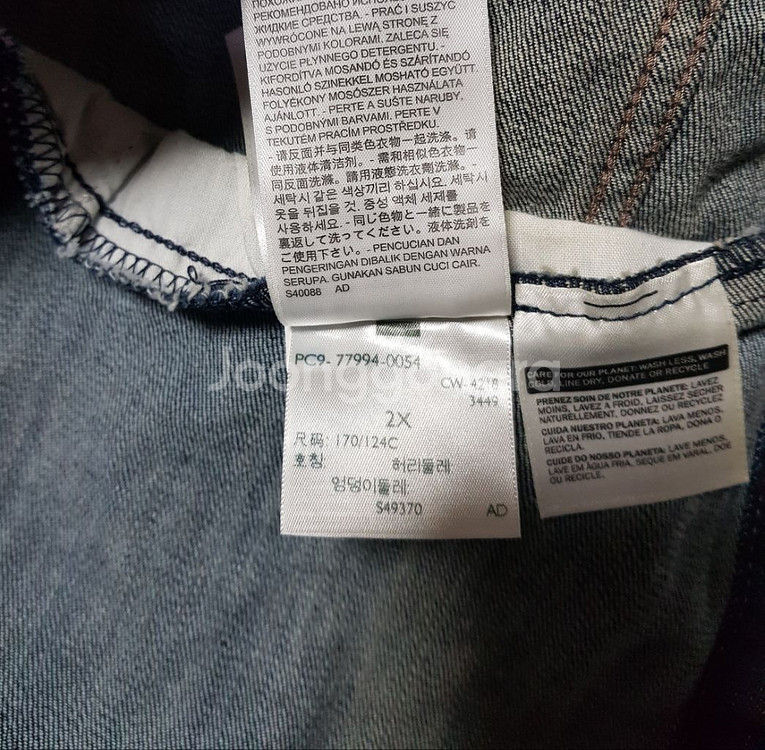 РЕКОМЕНДОВАНО
ЖИДКИЕ СРЕДСТВА. - PRAĆ I SUSZYĆ
WYWRÓCONE NA LEWĄ STRONĘ Z
PODOBNYMI KOLORAMI. ZALECA SIĘ
UŻYCIE PŁYNNEGO DETERGENTU. -
KIFORDÍTVA MOSANDÓ ÉS SZÁRÍTANDÓ
HASONLÓ SZINEKKEL MOSHATÓ EGYÜTT.
FOLYÉKONY MOSÓSZER HASZNÁLATA
AJÁNLOTT. - PERTE A SUŠTE NARUBY,
S PODOBNÝMI BARVAMI. PERTE V
TEKUTÉM PRACÍM PROSTŘEDKU.
- 请反面并与同类色衣物一起洗涤。请
使用液体清洁剂。- 需和相似色衣物一
同反面洗滌。請用液態洗衣劑洗滌。-
세탁시 같은 색상끼리 하십시요. 세탁시
옷을 뒤집을 것. 중성 액체 세제를
사용하세요. - 同じ色物と一緒に製品を
裏返して洗ってください。液体洗剤を
ご使用下さい。- PENCUCIAN DAN
PENGERINGAN DIBALIK DENGAN WARNA
SERUPA. GUNAKAN SABUN CUCI CAIR.
S40088 AD
PC9- 77994-0054
CW- 4218
3449
2X
尺码: 170/124C
호칭: 허리둘레
엉덩이둘레:
S49370 AD
CARE FOR OUR PLANET: WASH LESS, WASH
COLD, LINE DRY, DONATE OR RECYCLE
PRENEZ SOIN DE NOTRE PLANETE: LAVEZ
MOINS, LAVEZ A FROID, LAISSEZ SECHER
NATURELLEMENT, DONNEZ OU RECYCLEZ
CUIDA NUESTRO PLANETA: LAVA MENOS,
LAVA EN FRIO, TIENDE LA ROPA, DONA O
RECICLA.
CUIDE DO NOSSO PLANETA: LAVE MENOS,
LAVE EM ÁGUA FRIA, SEQUE EM VARAL, DOE
OU RECICLE.